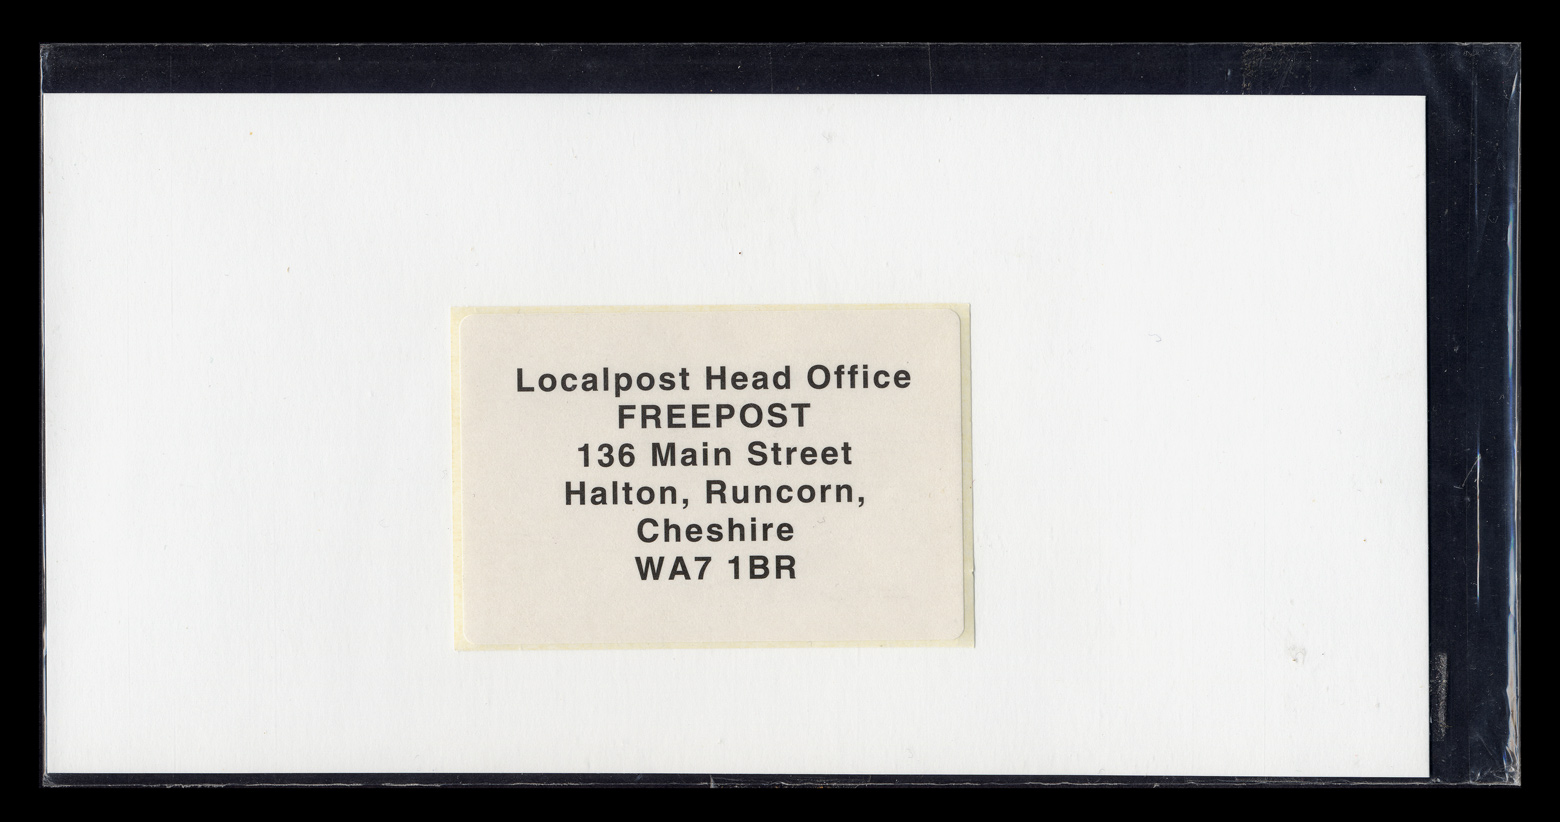 Localpost Head Office
FREEPOST
136 Main Street
Halton, Runcorn,
Cheshire
WA7 1BR